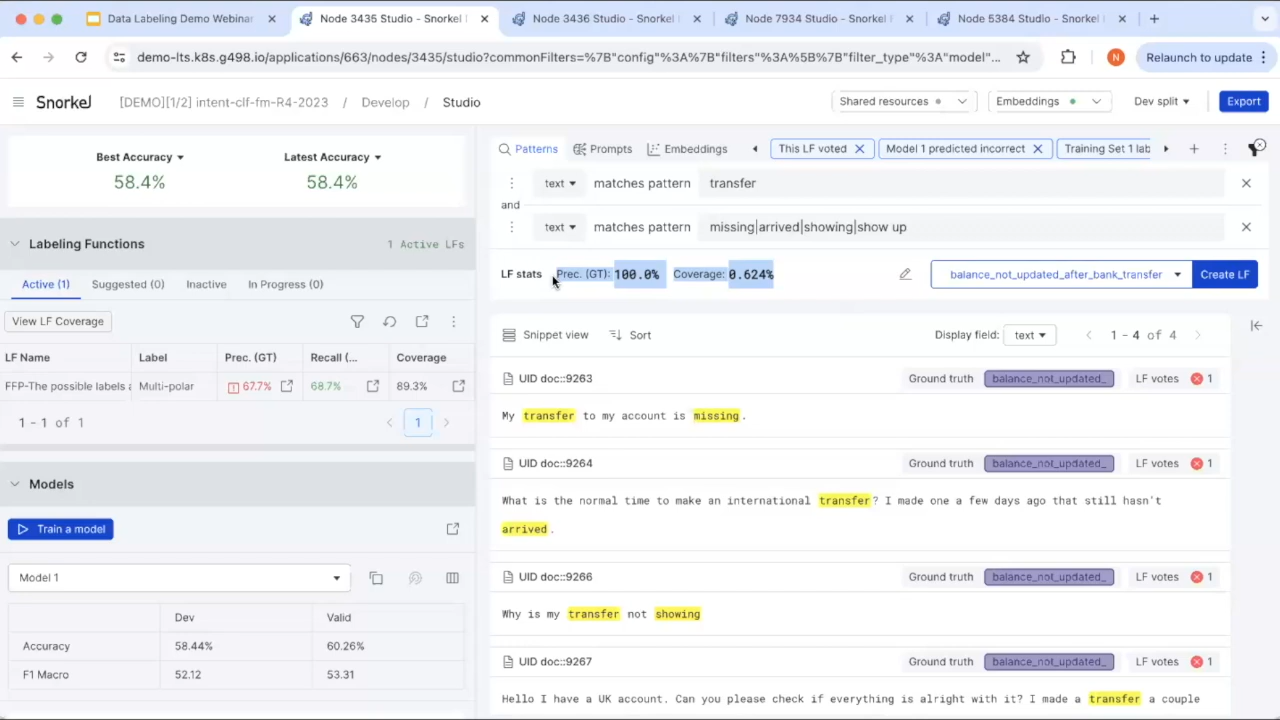 Data Labeling Demo Webinar
Node 3435 Studio - Snorkel
Node 3436 Studio - Snorkel
Node 7934 Studio - Snorkel
Node 5384 Studio - Snorkel
demo-lts.k8s.g498.io/applications/663/nodes/3435/studio?commonFilters=%7B"config"%3A%7B"filters"%3A%5B%7B"filter_type"%3A"model"...
N
Relaunch to update
Snorkel
[DEMO][1/2] intent-clf-fm-R4-2023 / Develop / Studio
Shared resources
Embeddings
Dev split
Export
Best Accuracy
58.4%
Latest Accuracy
58.4%
Labeling Functions
1 Active LFs
Active (1) Suggested (0) Inactive In Progress (0)
View LF Coverage
LF Name Label Prec. (GT) Recall (... Coverage
FFP-The possible labels Multi-polar 67.7% 68.7% 89.3%
1 - 1 of 1
1
Models
Train a model
Model 1
Dev Valid
Accuracy 58.44% 60.26%
F1 Macro 52.12 53.31
Patterns Prompts Embeddings
This LF voted
Model 1 predicted incorrect
Training Set 1 lab
text matches pattern transfer
and
text matches pattern missing|arrived|showing|show up
LF stats Prec. (GT): 100.0% Coverage: 0.624%
balance_not_updated_after_bank_transfer
Create LF
Snippet view Sort
Display field: text 1 - 4 of 4
UID doc::9263 Ground truth balance_not_updated_ LF votes 1
My transfer to my account is missing.
UID doc::9264 Ground truth balance_not_updated_ LF votes 1
What is the normal time to make an international transfer? I made one a few days ago that still hasn't
arrived.
UID doc::9266 Ground truth balance_not_updated_ LF votes 1
Why is my transfer not showing
UID doc::9267 Ground truth balance_not_updated_ LF votes 1
Hello I have a UK account. Can you please check if everything is alright with it? I made a transfer a couple